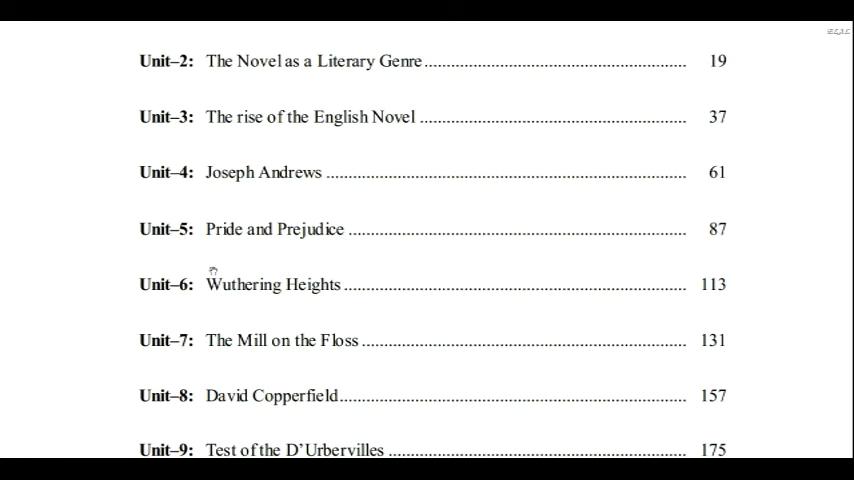 Unit–2: The Novel as a Literary Genre.......................................................... 19
Unit–3: The rise of the English Novel ........................................................... 37
Unit–4: Joseph Andrews ................................................................................ 61
Unit–5: Pride and Prejudice ........................................................................... 87
Unit–6: Wuthering Heights ............................................................................ 113
Unit–7: The Mill on the Floss ........................................................................ 131
Unit–8: David Copperfield............................................................................. 157
Unit–9: Test of the D’Urbervilles .................................................................. 175